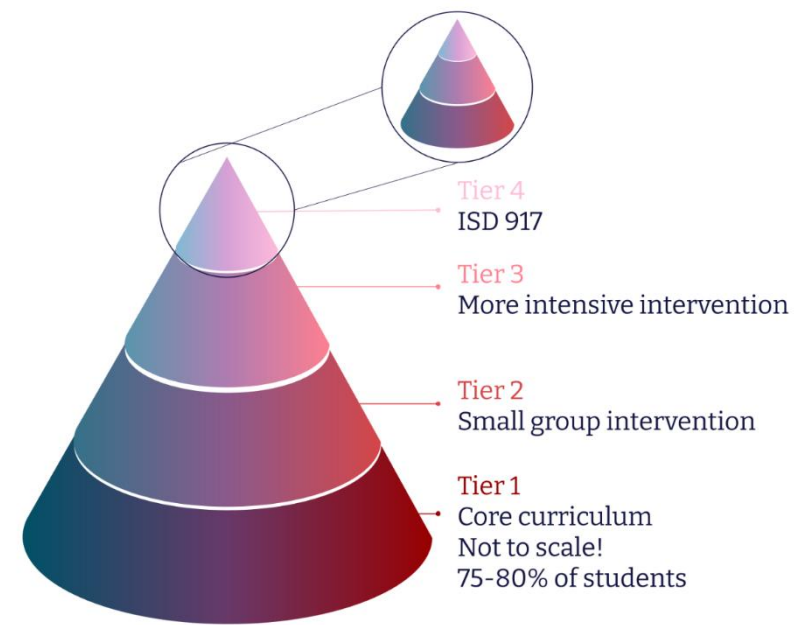 Tier 4
ISD 917
Tier 3
More intensive intervention
Tier 2
Small group intervention
Tier 1
Core curriculum
Not to scale!
75-80% of students